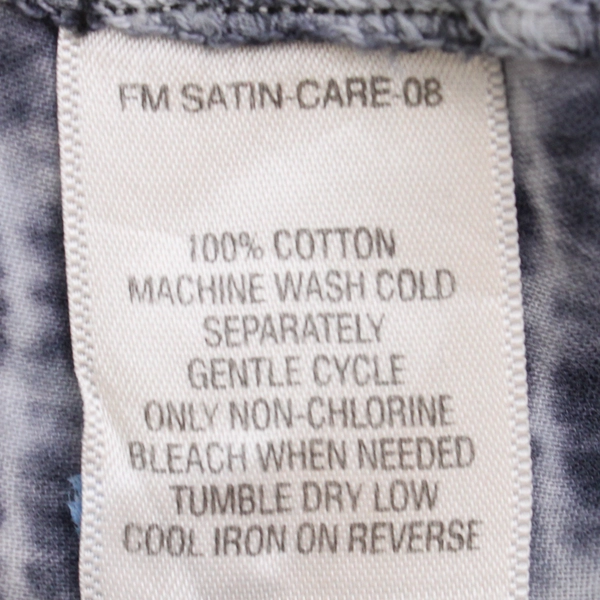 FM SATIN-CARE-08
100% COTTON
MACHINE WASH COLD
SEPARATELY
GENTLE CYCLE
ONLY NON-CHLORINE
BLEACH WHEN NEEDED
TUMBLE DRY LOW
COOL IRON ON REVERSE